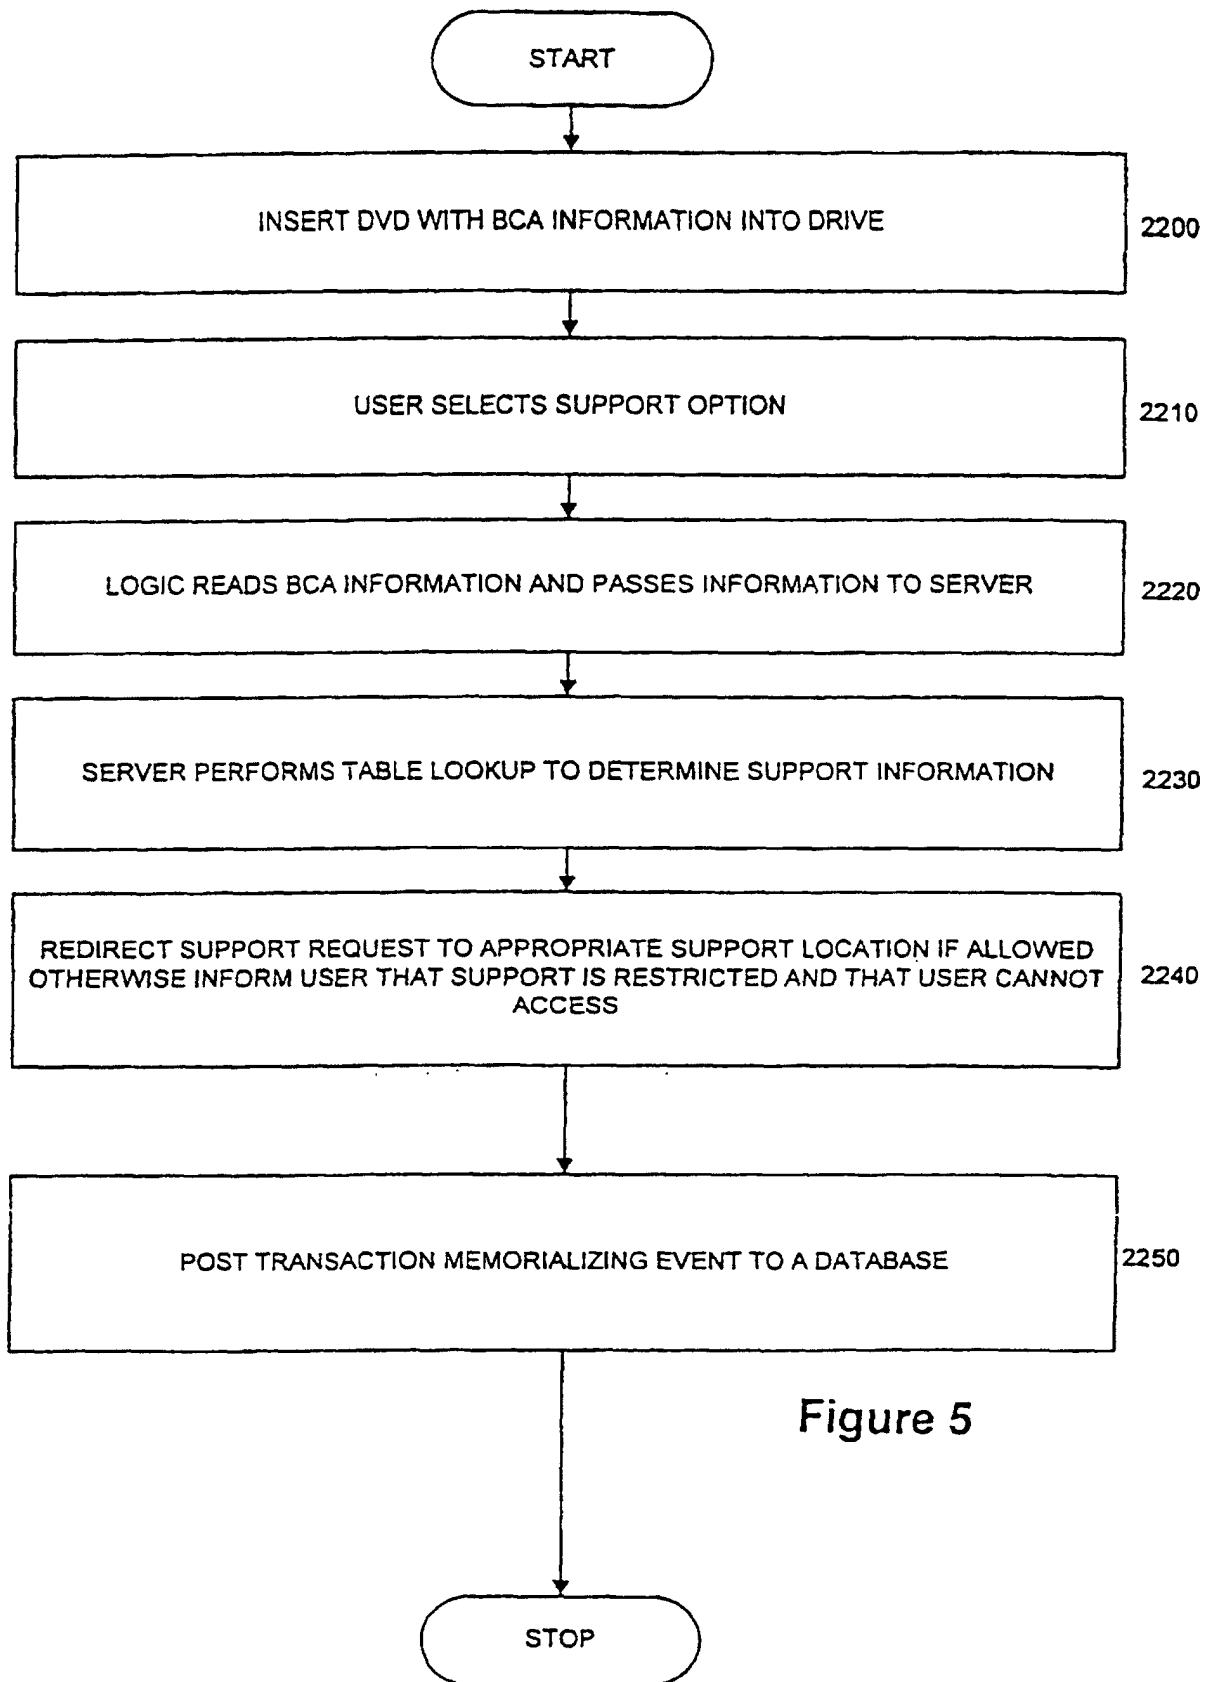 START
INSERT DVD WITH BCA INFORMATION INTO DRIVE
2200
USER SELECTS SUPPORT OPTION
2210
LOGIC READS BCA INFORMATION AND PASSES INFORMATION TO SERVER
2220
SERVER PERFORMS TABLE LOOKUP TO DETERMINE SUPPORT INFORMATION
2230
REDIRECT SUPPORT REQUEST TO APPROPRIATE SUPPORT LOCATION IF ALLOWED
OTHERWISE INFORM USER THAT SUPPORT IS RESTRICTED AND THAT USER CANNOT
ACCESS
2240
POST TRANSACTION MEMORIALIZING EVENT TO A DATABASE
2250
Figure 5
STOP